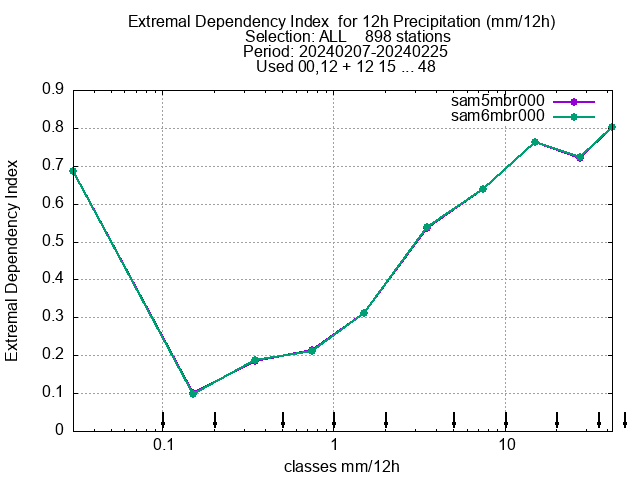 Extremal Dependency Index  for 12h Precipitation (mm/12h)
Selection: ALL    898 stations
Period: 20240207-20240225
Used 00,12 + 12 15 ... 48
sam5mbr000
sam6mbr000
0.9
0.8
0.7
0.6
0.5
0.4
0.3
0.2
0.1
0
Extremal Dependency Index
0.1 1 10
classes mm/12h